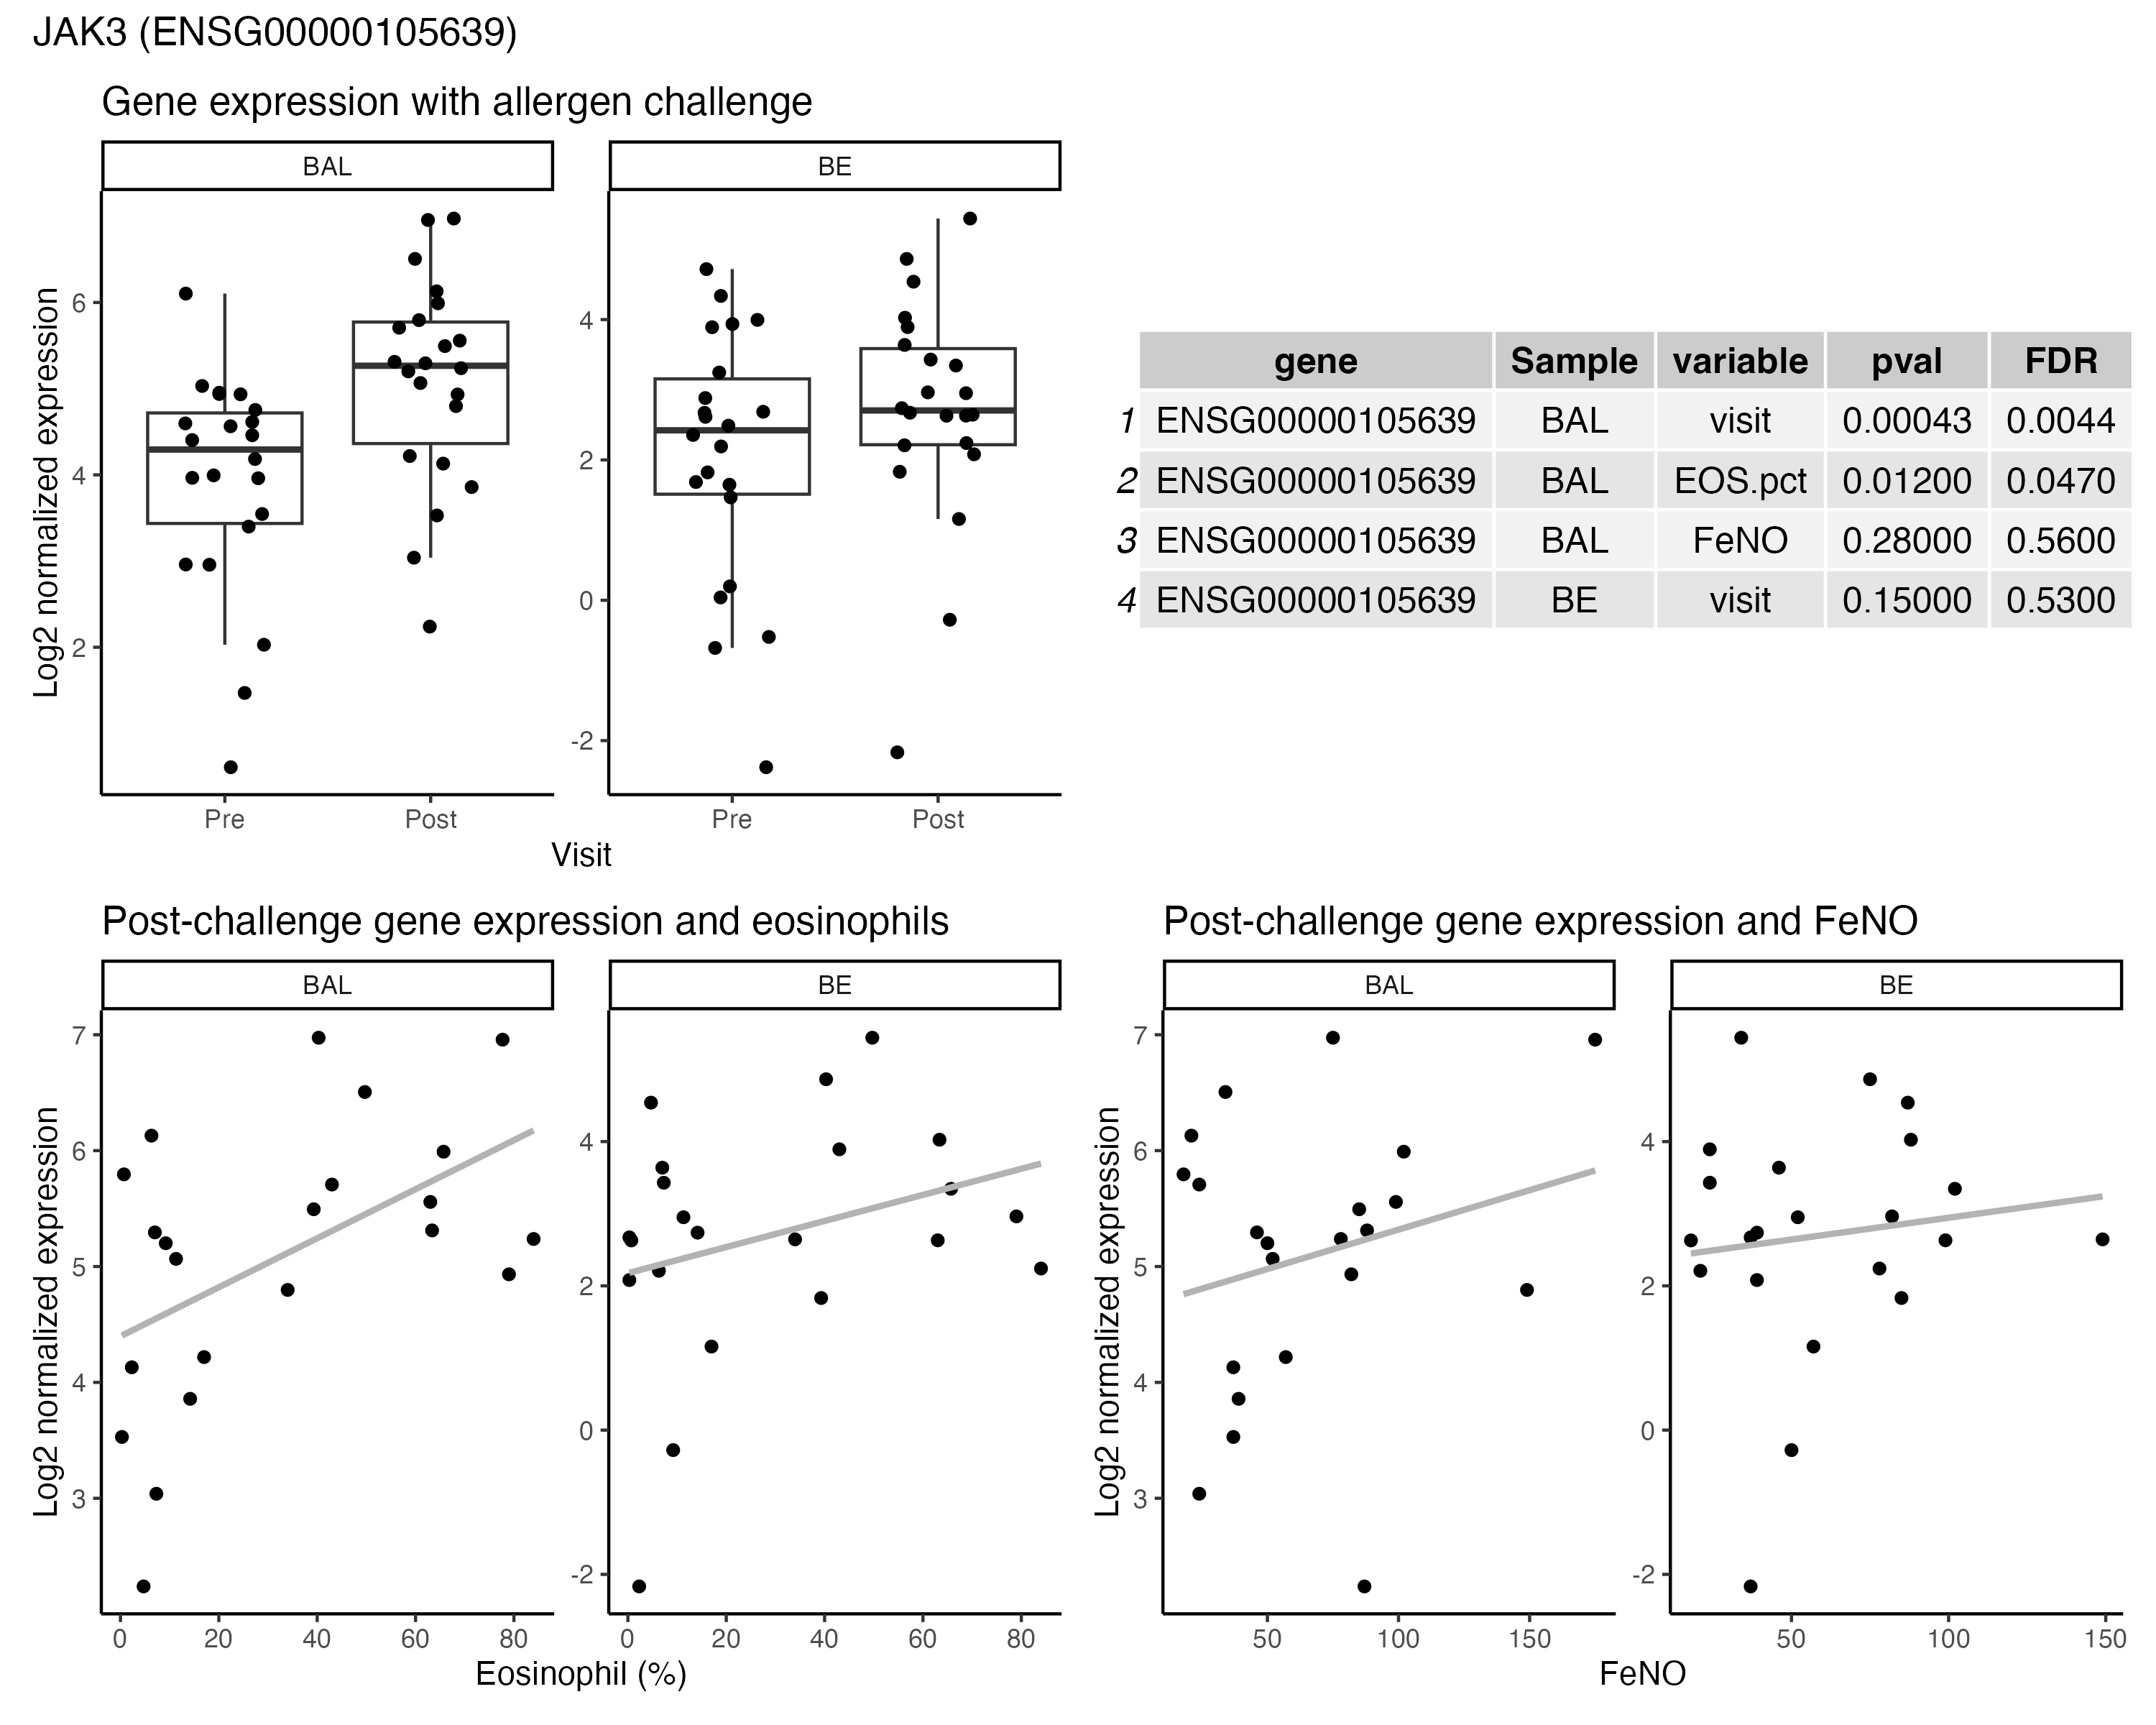 JAK3 (ENSG00000105639)
Gene expression with allergen challenge
BAL BE
Log2 normalized expression
6
4
2
4
2
0
-2
Pre Post Pre Post
Visit
gene Sample variable pval FDR
1 ENSG00000105639 BAL visit 0.00043 0.0044
2 ENSG00000105639 BAL EOS.pct 0.01200 0.0470
3 ENSG00000105639 BAL FeNO 0.28000 0.5600
4 ENSG00000105639 BE visit 0.15000 0.5300
Post-challenge gene expression and eosinophils
BAL BE
Log2 normalized expression
7
6
5
4
3
4
2
0
-2
0 20 40 60 80 0 20 40 60 80
Eosinophil (%)
Post-challenge gene expression and FeNO
BAL BE
Log2 normalized expression
7
6
5
4
3
4
2
0
-2
50 100 150 50 100 150
FeNO